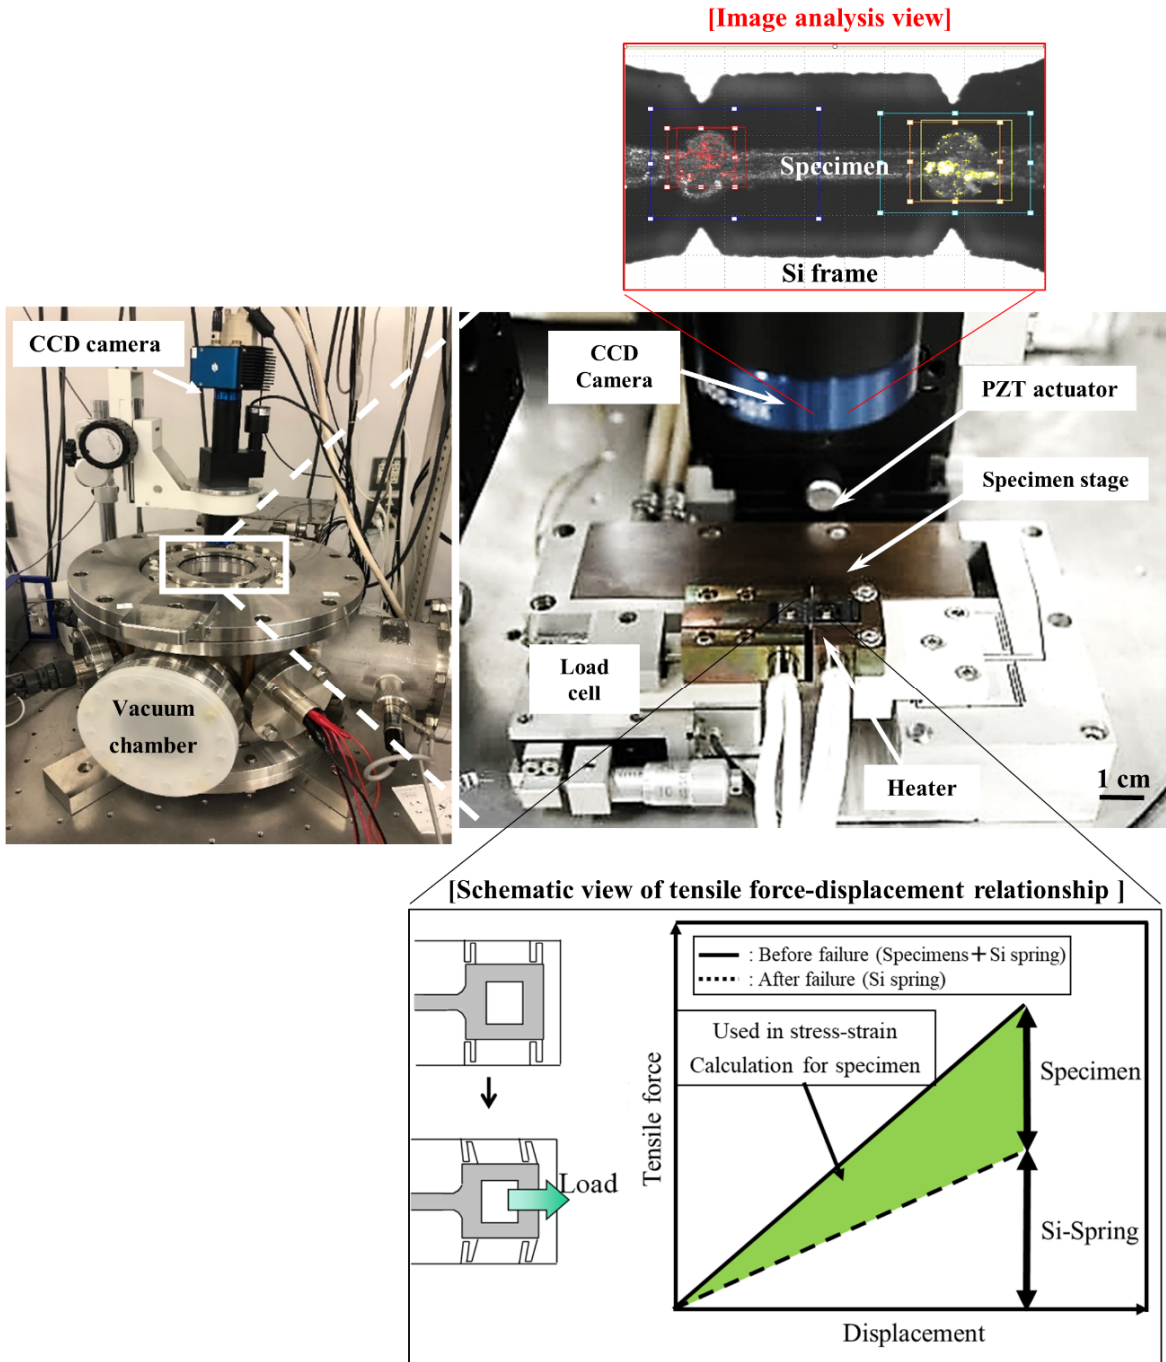 [Image analysis view]
Specimen
Si frame
CCD camera
Vacuum
chamber
CCD
Camera
PZT actuator
Specimen stage
Load
cell
Heater
1 cm
[Schematic view of tensile force-displacement relationship ]
Load
: Before failure (Specimens+Si spring)
: After failure (Si spring)
Used in stress-strain
Calculation for specimen
Specimen
Si-Spring
Tensile force
Displacement